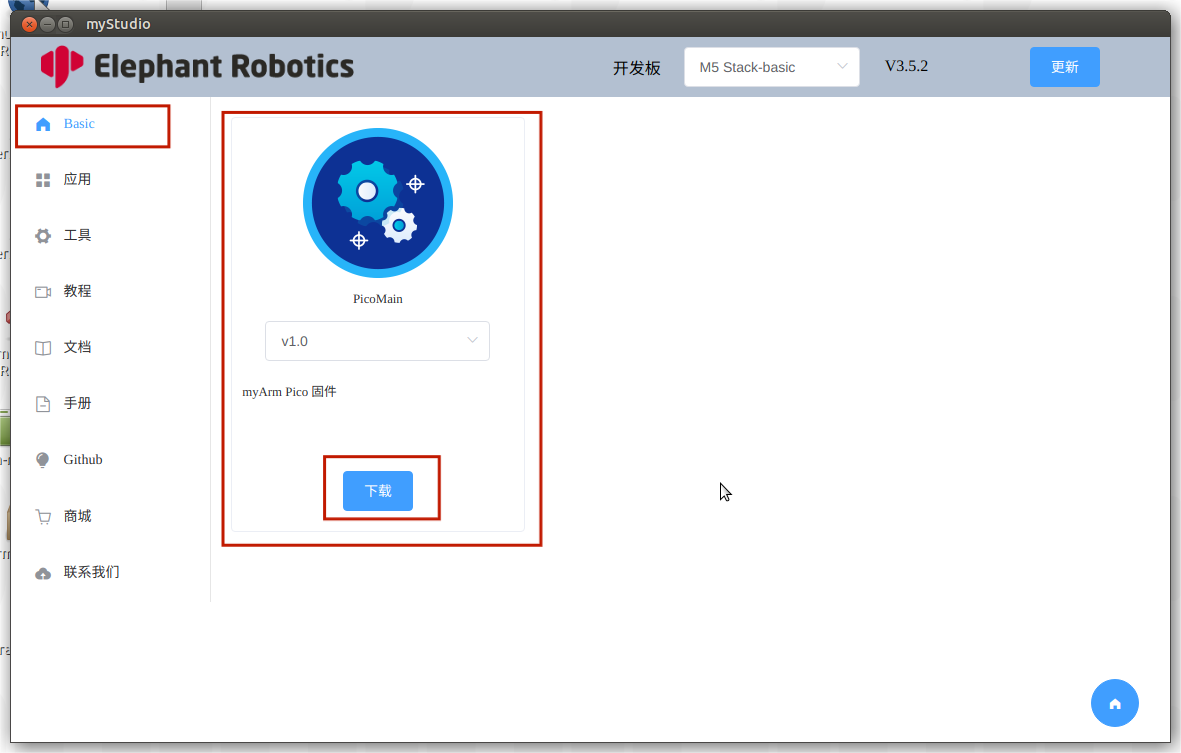 myStudio
Elephant Robotics
开发板
M5 Stack-basic
V3.5.2
更新
Basic
应用
工具
教程
文档
手册
Github
商城
联系我们
PicoMain
v1.0
myArm Pico 固件
下载